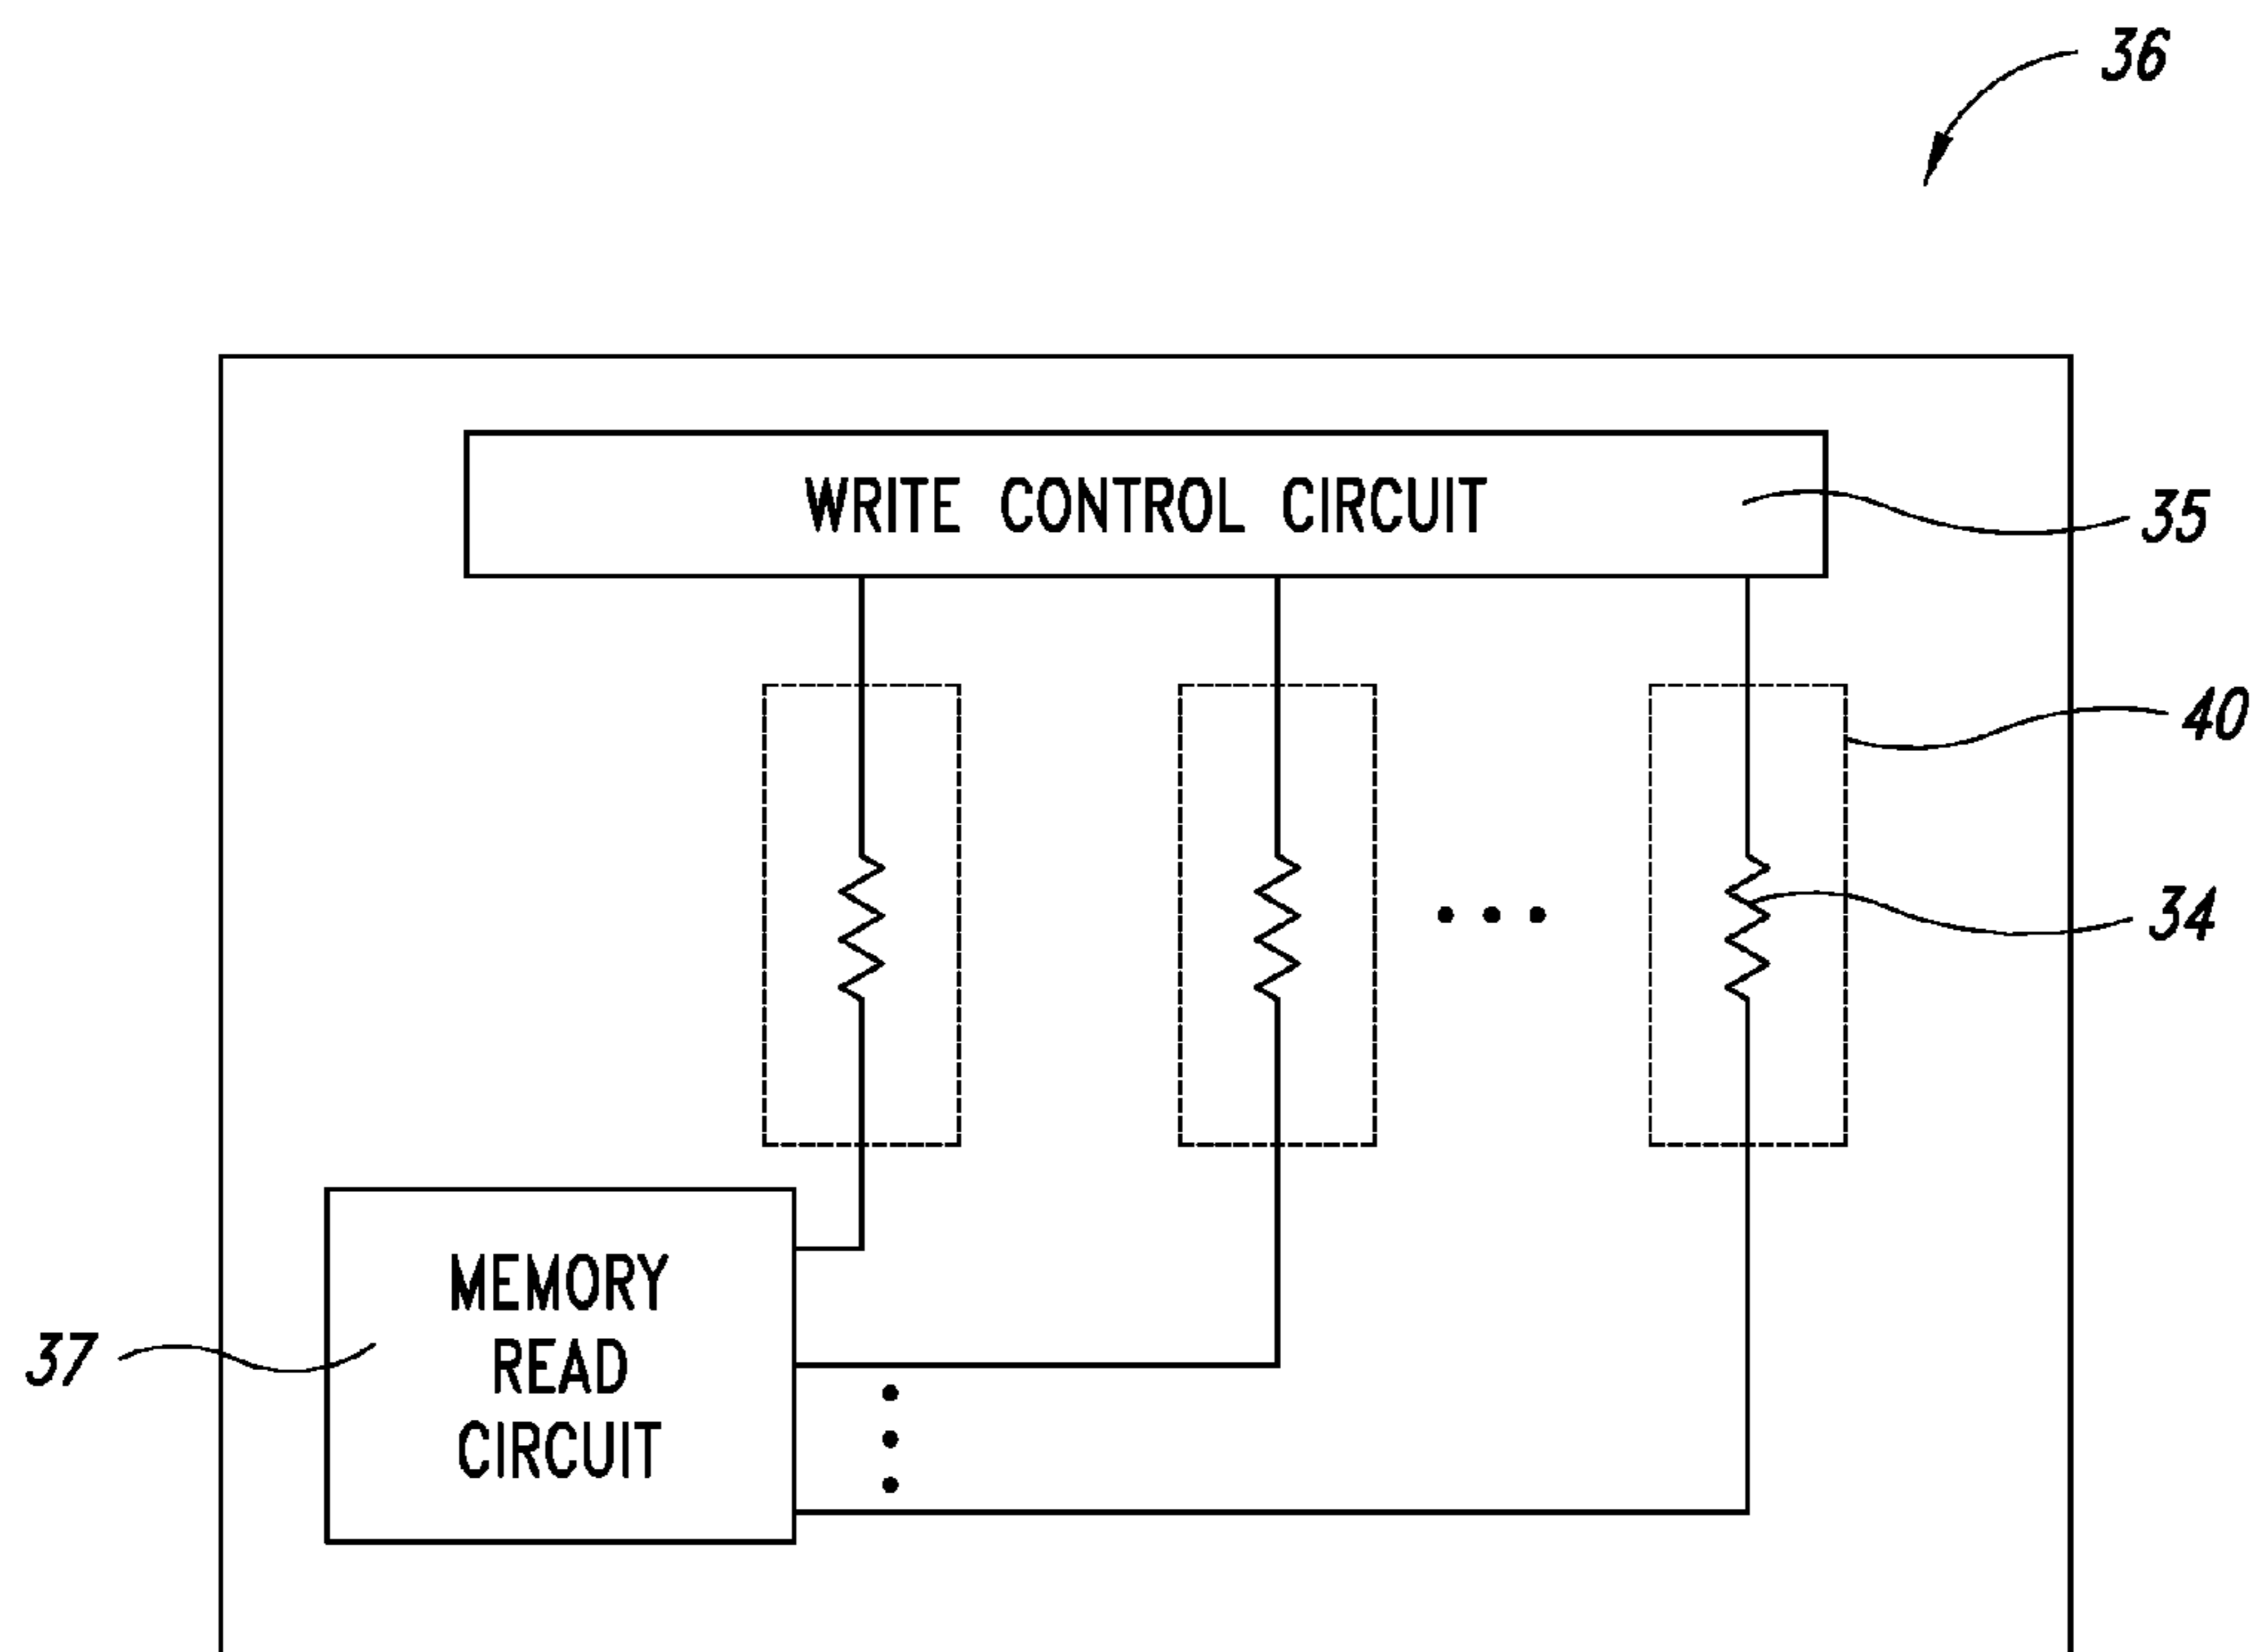 36
WRITE CONTROL CIRCUIT
35
40
34
MEMORY
READ
CIRCUIT
37